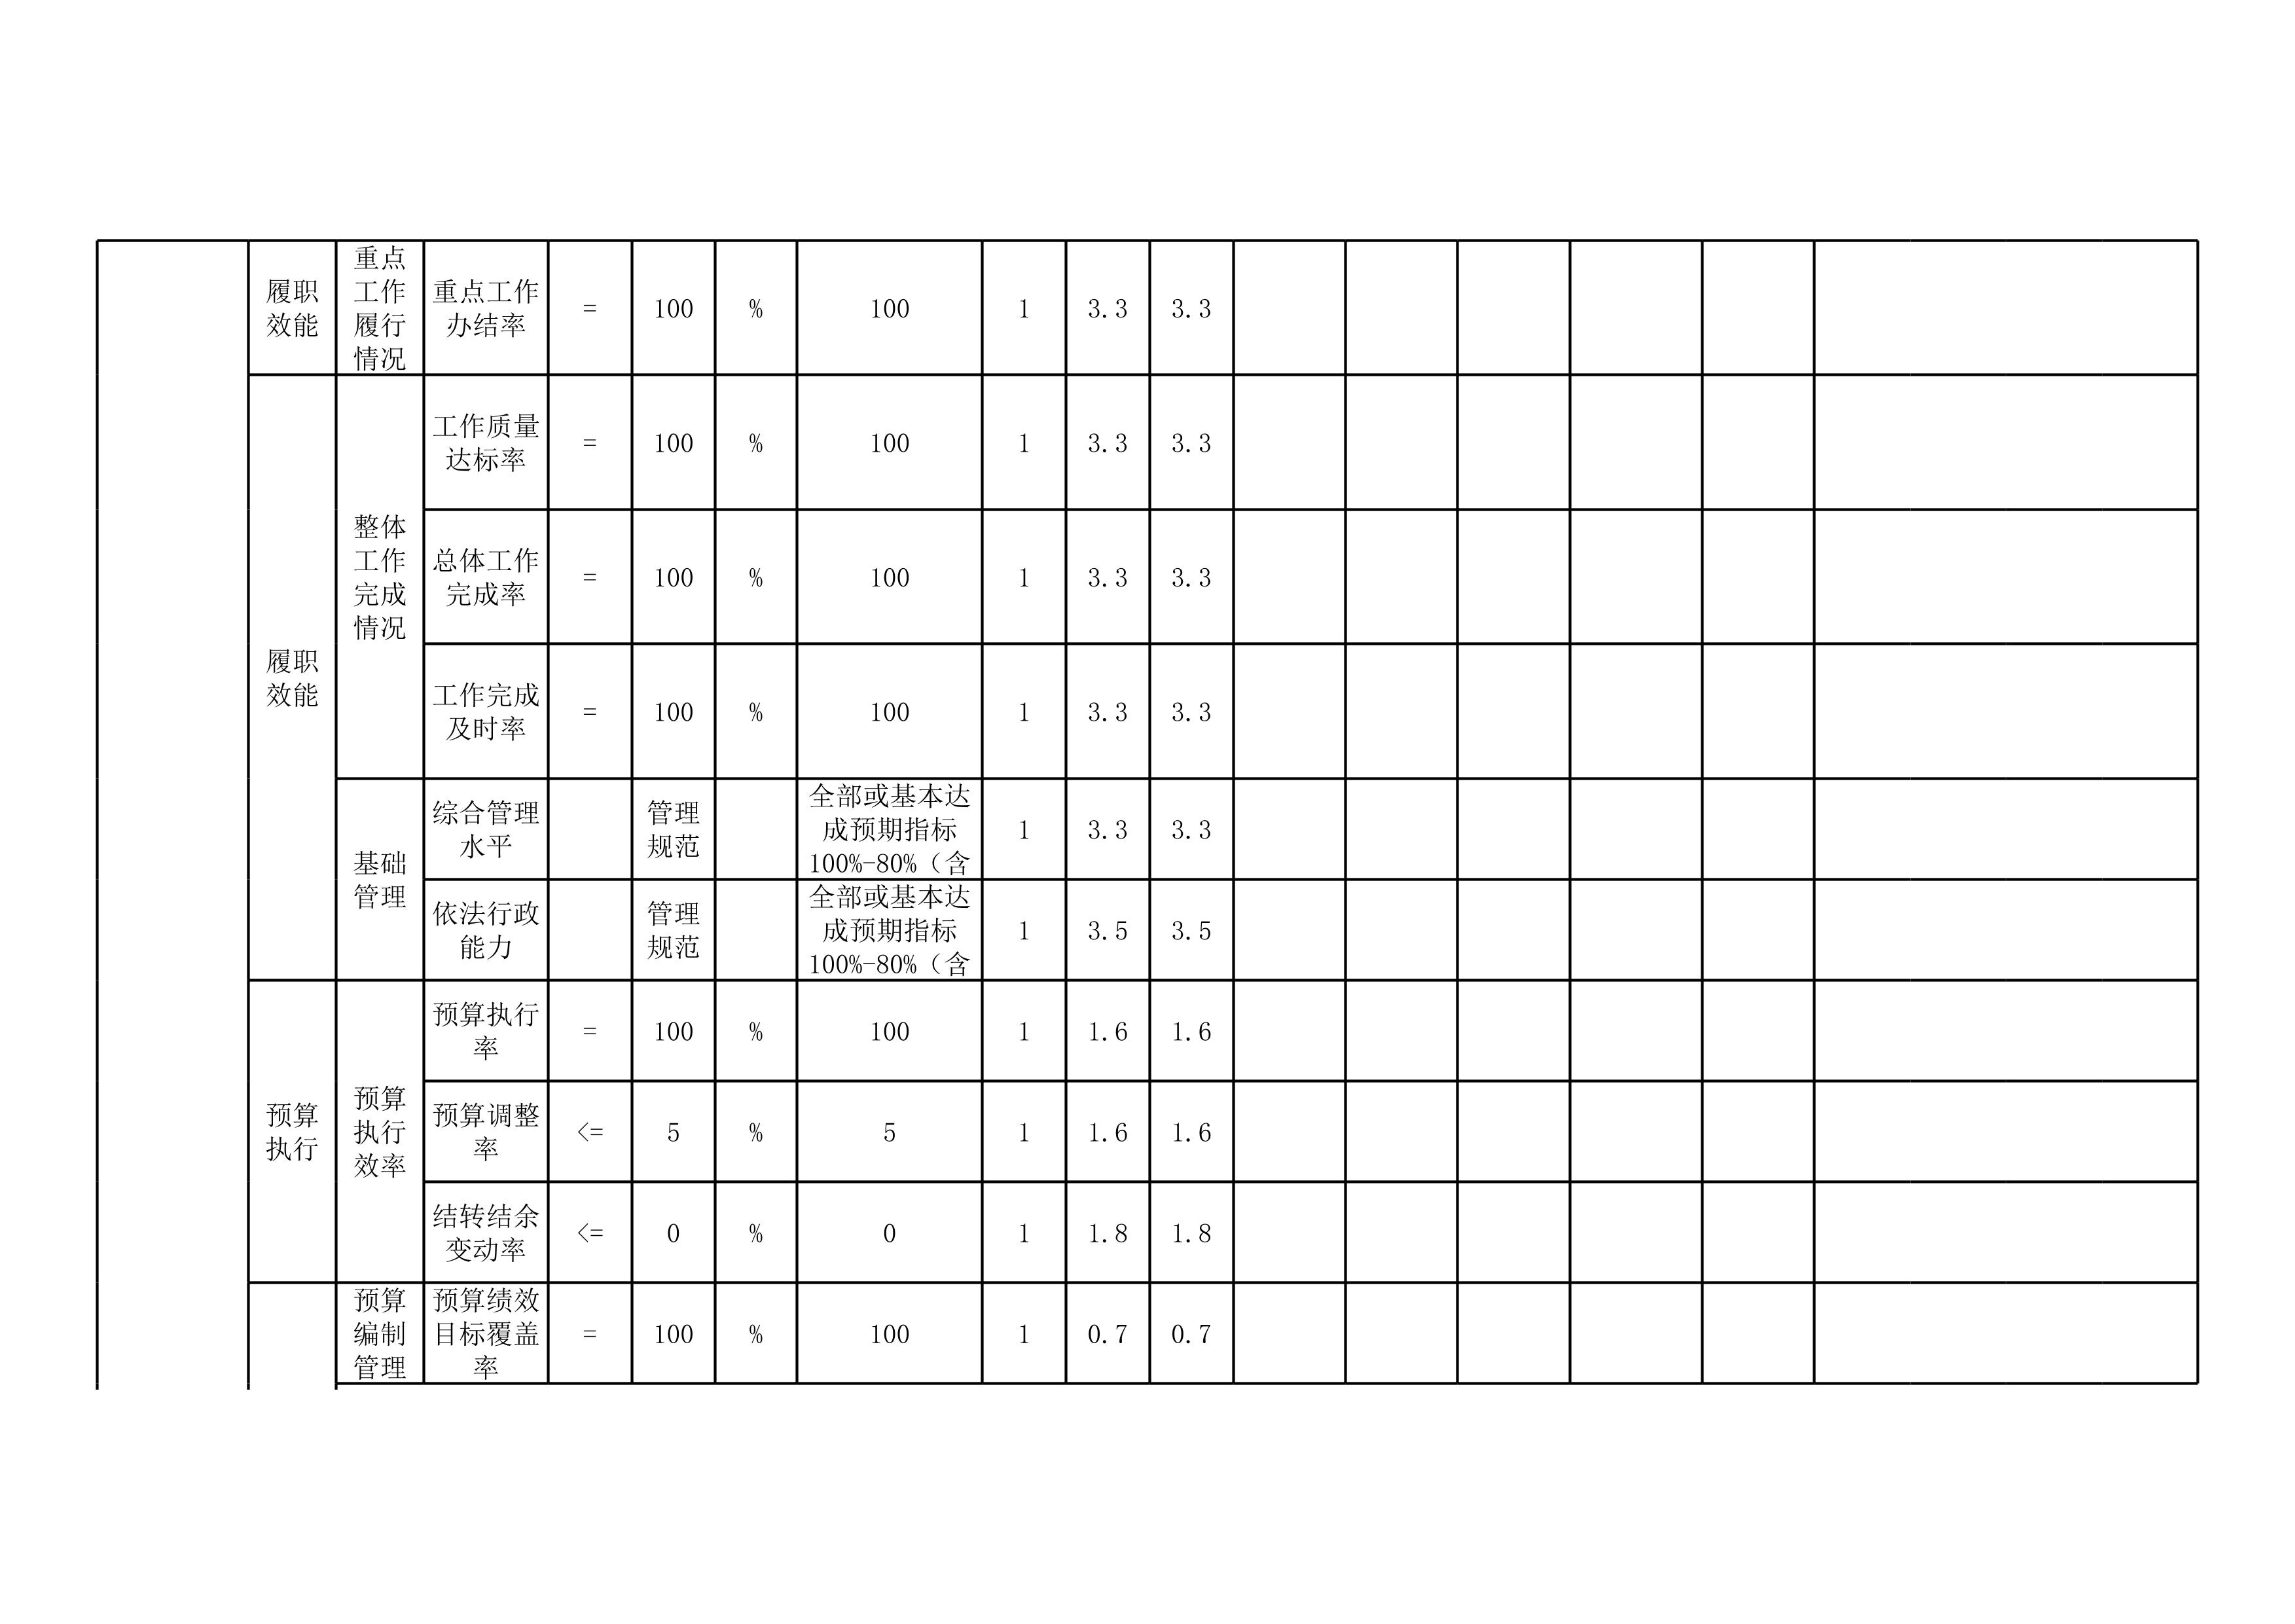 履职
效能
重点
工作
履行
情况
重点工作
办结率
=
100
%
100
1
3.3
3.3
履职
效能
整体
工作
完成
情况
工作质量
达标率
=
100
%
100
1
3.3
3.3
总体工作
完成率
=
100
%
100
1
3.3
3.3
工作完成
及时率
=
100
%
100
1
3.3
3.3
基础
管理
综合管理
水平
管理
规范
全部或基本达
成预期指标
100%-80%（含
1
3.3
3.3
依法行政
能力
管理
规范
全部或基本达
成预期指标
100%-80%（含
1
3.5
3.5
预算
执行
预算
执行
效率
预算执行
率
=
100
%
100
1
1.6
1.6
预算调整
率
<=
5
%
5
1
1.6
1.6
结转结余
变动率
<=
0
%
0
1
1.8
1.8
预算
编制
管理
预算绩效
目标覆盖
率
=
100
%
100
1
0.7
0.7